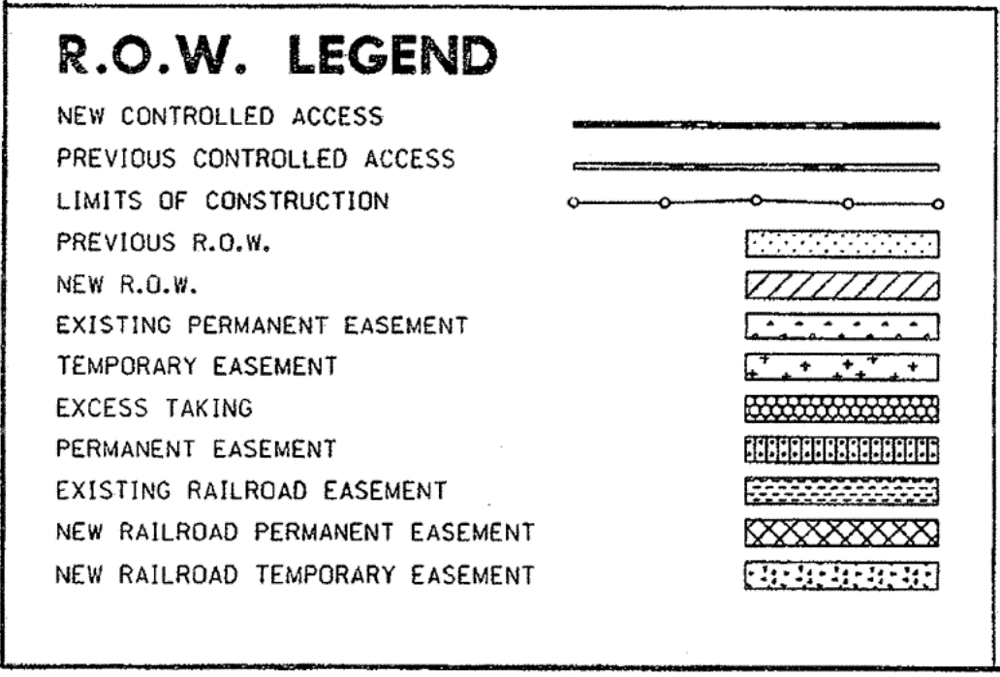 R.O.W. LEGEND
NEW CONTROLLED ACCESS
PREVIOUS CONTROLLED ACCESS
LIMITS OF CONSTRUCTION
PREVIOUS R.O.W.
NEW R.O.W.
EXISTING PERMANENT EASEMENT
TEMPORARY EASEMENT
EXCESS TAKING
PERMANENT EASEMENT
EXISTING RAILROAD EASEMENT
NEW RAILROAD PERMANENT EASEMENT
NEW RAILROAD TEMPORARY EASEMENT